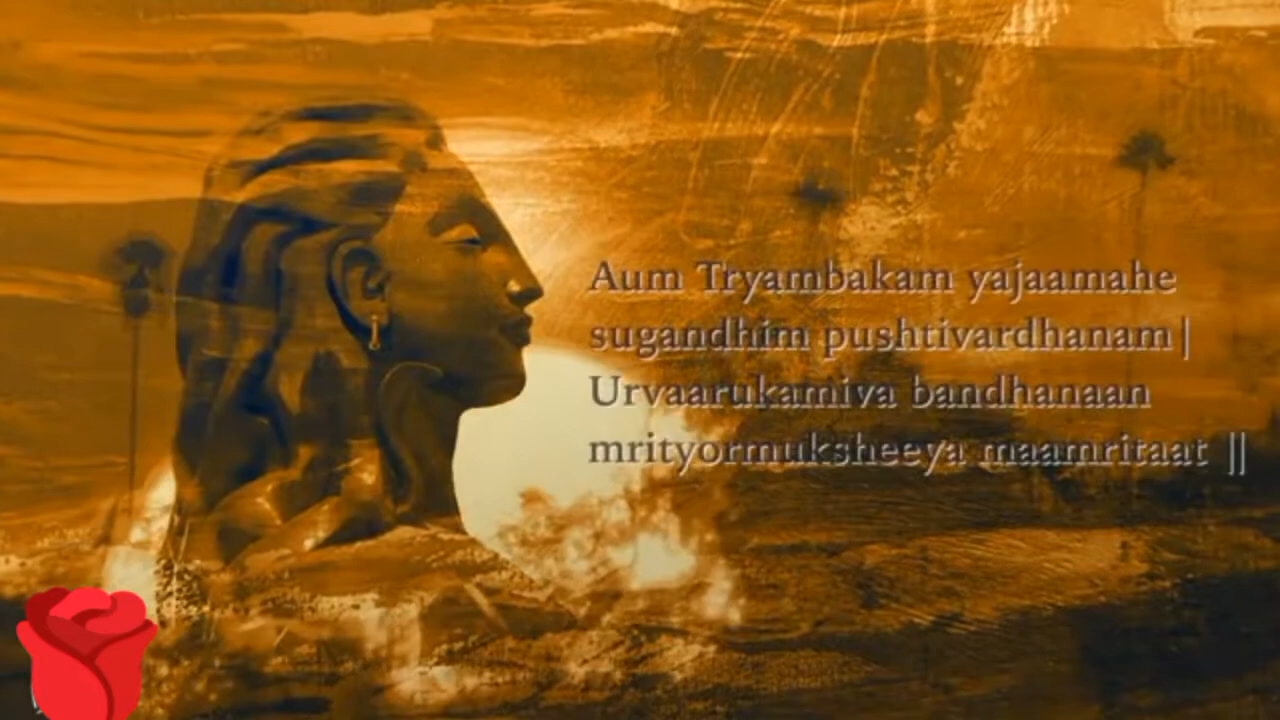 Aum Tryambakam yajaamahe
sugandhim pushtivardhanam|
Urvaarukamiva bandhanaan
mrityormuksheeya maamritaat ||